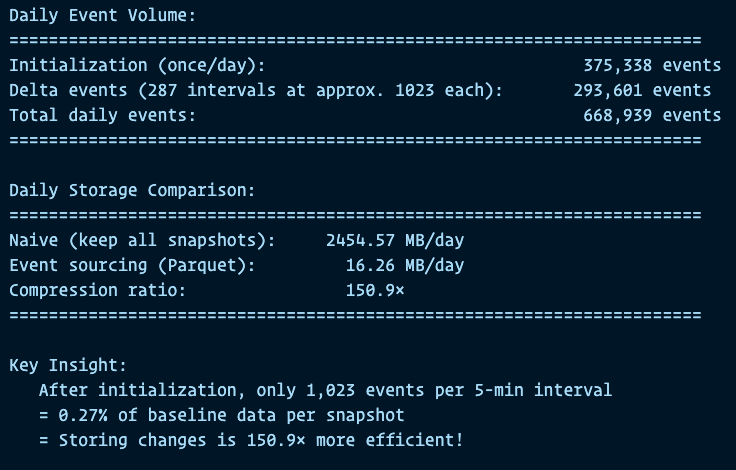 Daily Event Volume:
======================================================================
Initialization (once/day):                                375,338 events
Delta events (287 intervals at approx. 1023 each):       293,601 events
Total daily events:                                       668,939 events
======================================================================

Daily Storage Comparison:
======================================================================
Naive (keep all snapshots):     2454.57 MB/day
Event sourcing (Parquet):         16.26 MB/day
Compression ratio:                150.9×
======================================================================

Key Insight:
   After initialization, only 1,023 events per 5-min interval
   = 0.27% of baseline data per snapshot
   = Storing changes is 150.9× more efficient!